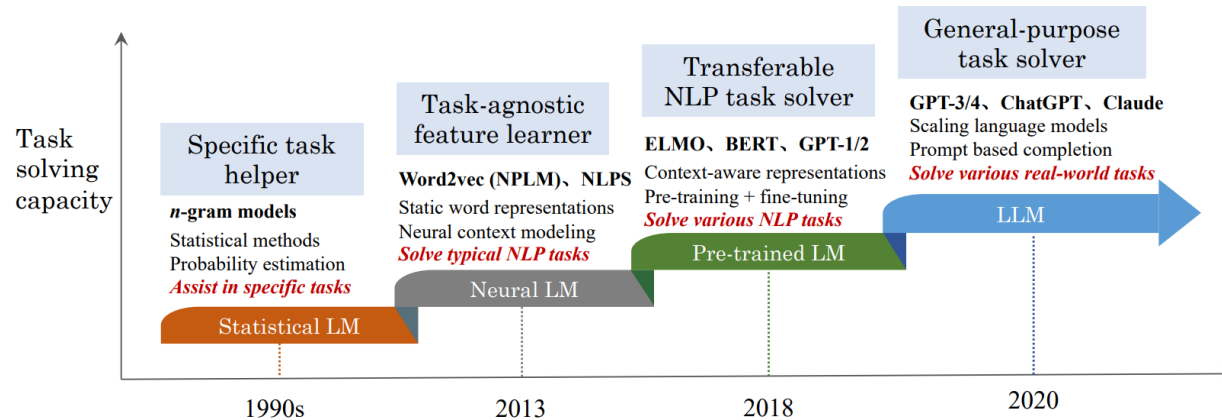 Task
solving
capacity
Specific task
helper
n-gram models
Statistical methods
Probability estimation
Assist in specific tasks
Statistical LM
1990s
Task-agnostic
feature learner
Word2vec (NPLM)、NLPS
Static word representations
Neural context modeling
Solve typical NLP tasks
Neural LM
2013
Transferable
NLP task solver
ELMO、BERT、GPT-1/2
Context-aware representations
Pre-training + fine-tuning
Solve various NLP tasks
Pre-trained LM
2018
General-purpose
task solver
GPT-3/4、ChatGPT、Claude
Scaling language models
Prompt based completion
Solve various real-world tasks
LLM
2020